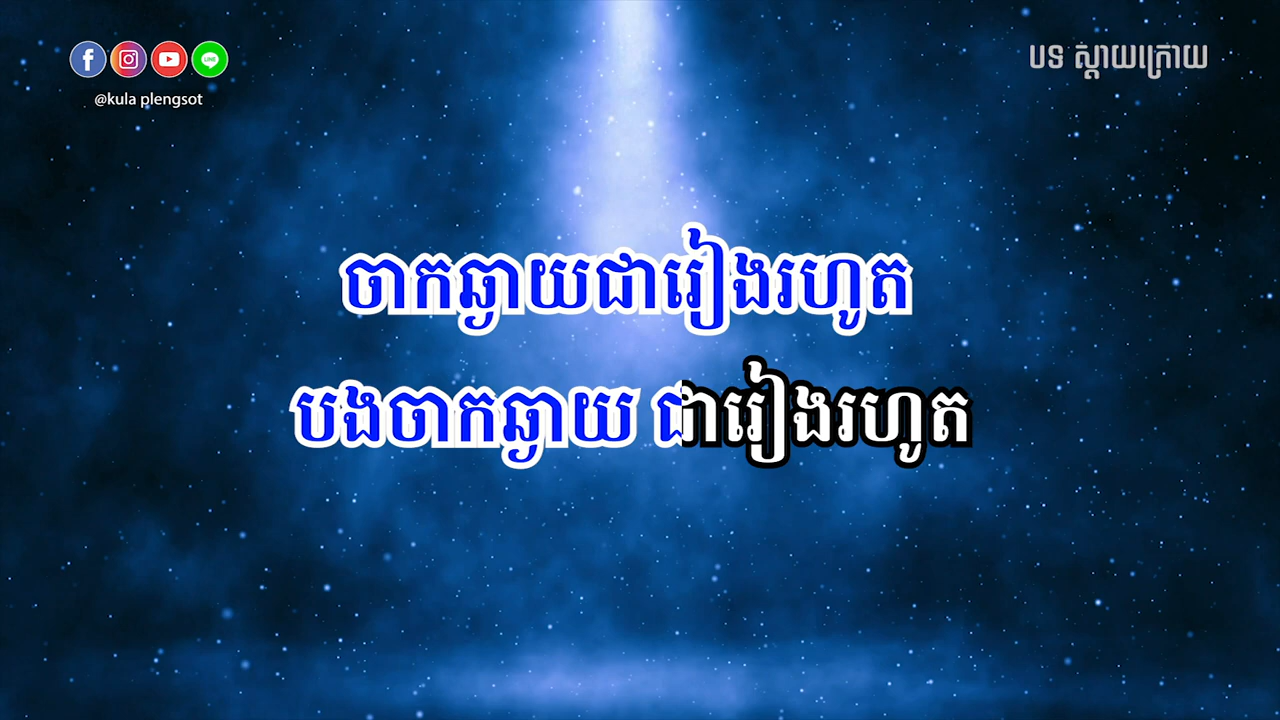 បទ ស្ដាយក្រោយ
@kula plengsot
ចាកឆ្ងាយជារៀងរហូត
បងចាកឆ្ងាយ ជារៀងរហូត